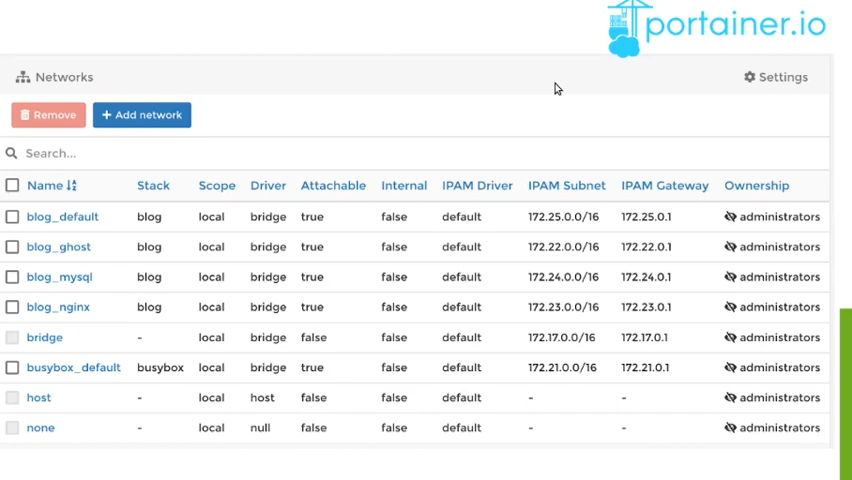 portainer.io
Networks Settings
Remove Add network
Search...
Name Stack Scope Driver Attachable Internal IPAM Driver IPAM Subnet IPAM Gateway Ownership
blog_default blog local bridge true false default 172.25.0.0/16 172.25.0.1 administrators
blog_ghost blog local bridge true false default 172.22.0.0/16 172.22.0.1 administrators
blog_mysql blog local bridge true false default 172.24.0.0/16 172.24.0.1 administrators
blog_nginx blog local bridge true false default 172.23.0.0/16 172.23.0.1 administrators
bridge - local bridge false false default 172.17.0.0/16 172.17.0.1 administrators
busybox_default busybox local bridge true false default 172.21.0.0/16 172.21.0.1 administrators
host - local host false false default - - administrators
none - local null false false default - - administrators